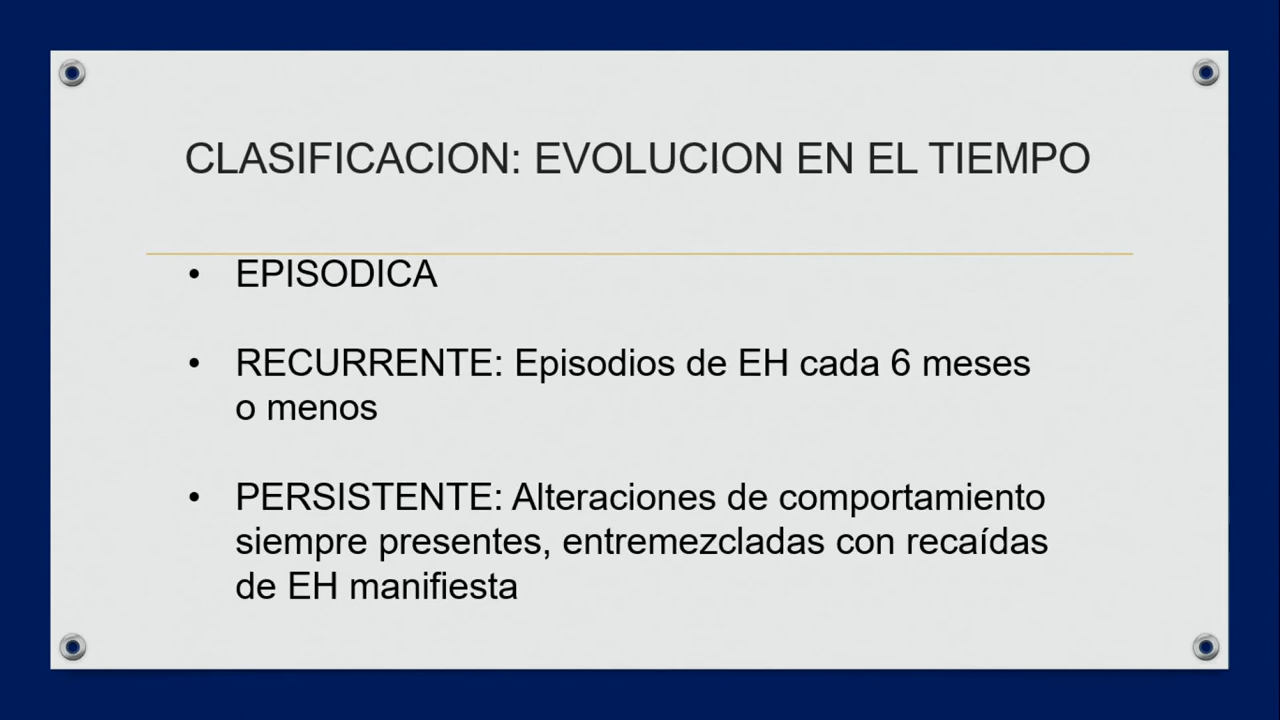 CLASIFICACION: EVOLUCION EN EL TIEMPO
• EPISODICA
• RECURRENTE: Episodios de EH cada 6 meses
o menos
• PERSISTENTE: Alteraciones de comportamiento
siempre presentes, entremezcladas con recaídas
de EH manifiesta